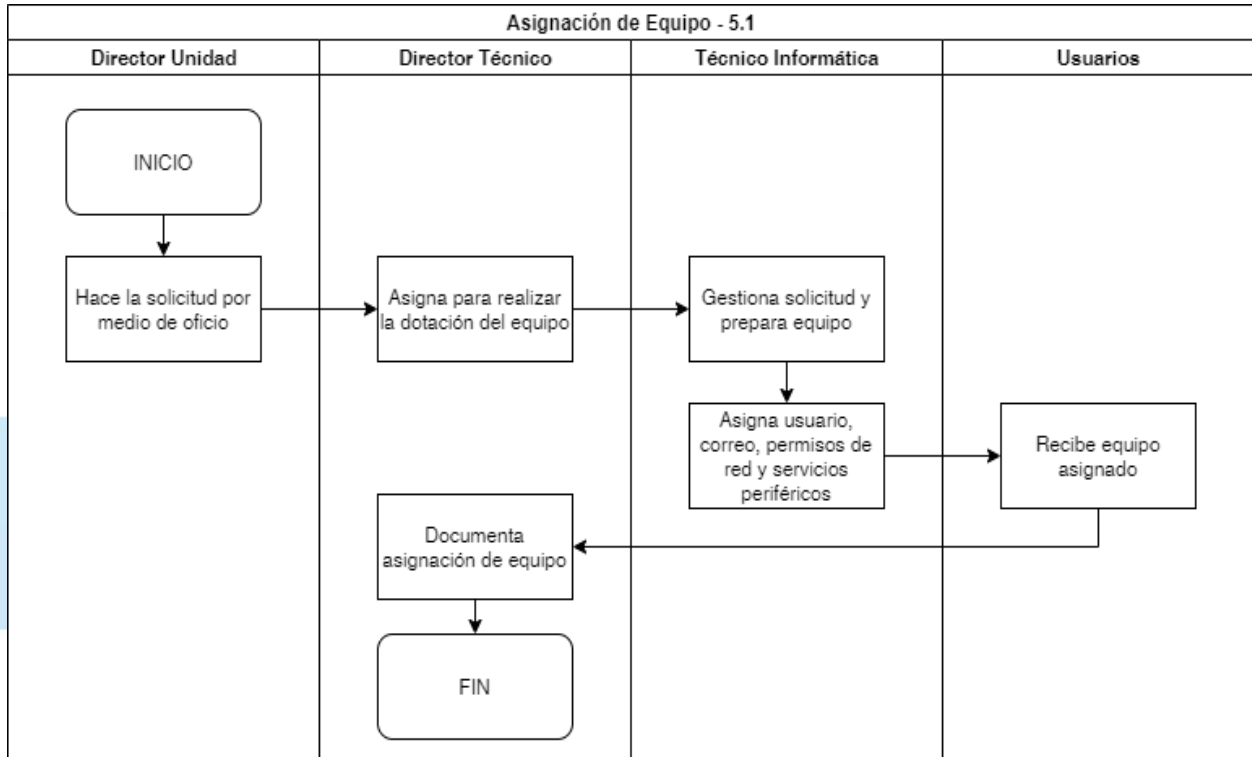 Asignación de Equipo - 5.1
Director Unidad
Director Técnico
Técnico Informática
Usuarios
INICIO
Hace la solicitud por
medio de oficio
Asigna para realizar
la dotación del equipo
Gestiona solicitud y
prepara equipo
Asigna usuario,
correo, permisos de
red y servicios
periféricos
Recibe equipo
asignado
Documenta
asignación de equipo
FIN